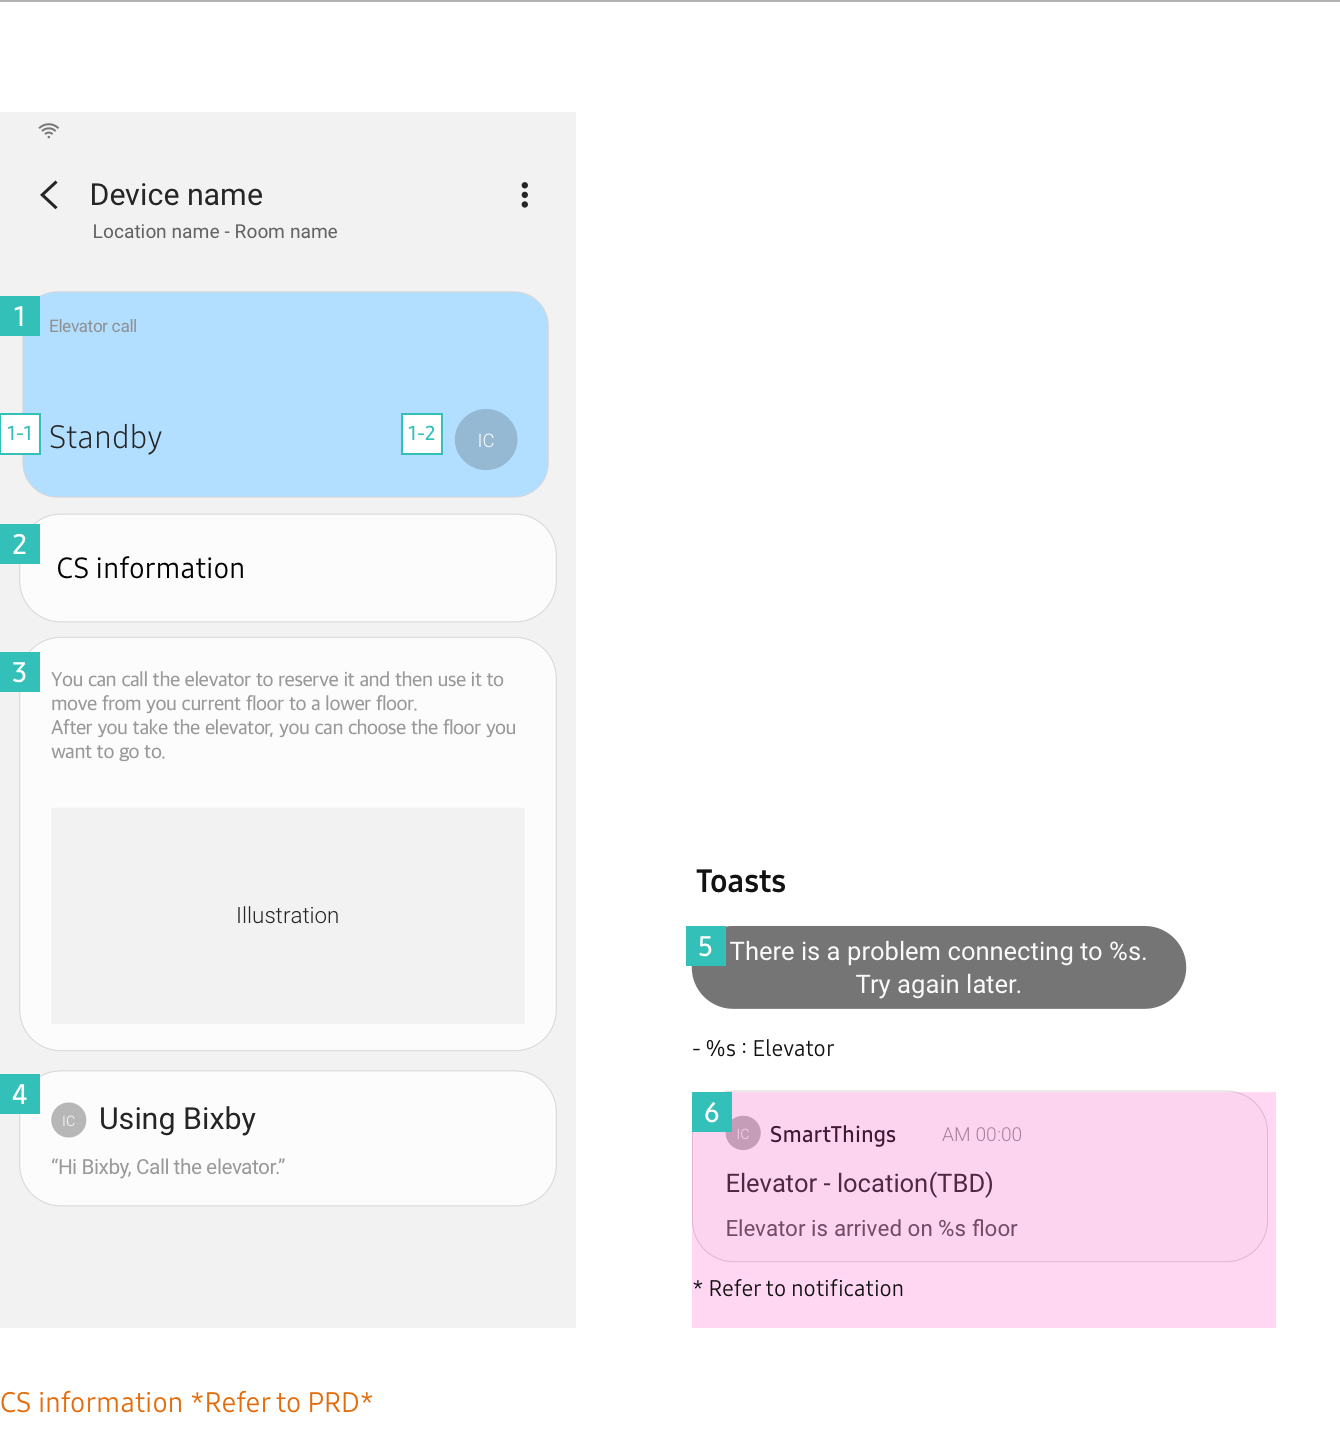 Device name
Location name - Room name
1
Elevator call
1-1
Standby
1-2
IC
2
CS information
3
You can call the elevator to reserve it and then use it to
move from you current floor to a lower floor.
After you take the elevator, you can choose the floor you
want to go to.
Illustration
4
IC
Using Bixby
“Hi Bixby, Call the elevator.”
Toasts
5
There is a problem connecting to %s.
Try again later.
- %s : Elevator
6
IC
SmartThings
AM 00:00
Elevator - location(TBD)
Elevator is arrived on %s floor
* Refer to notification
CS information *Refer to PRD*